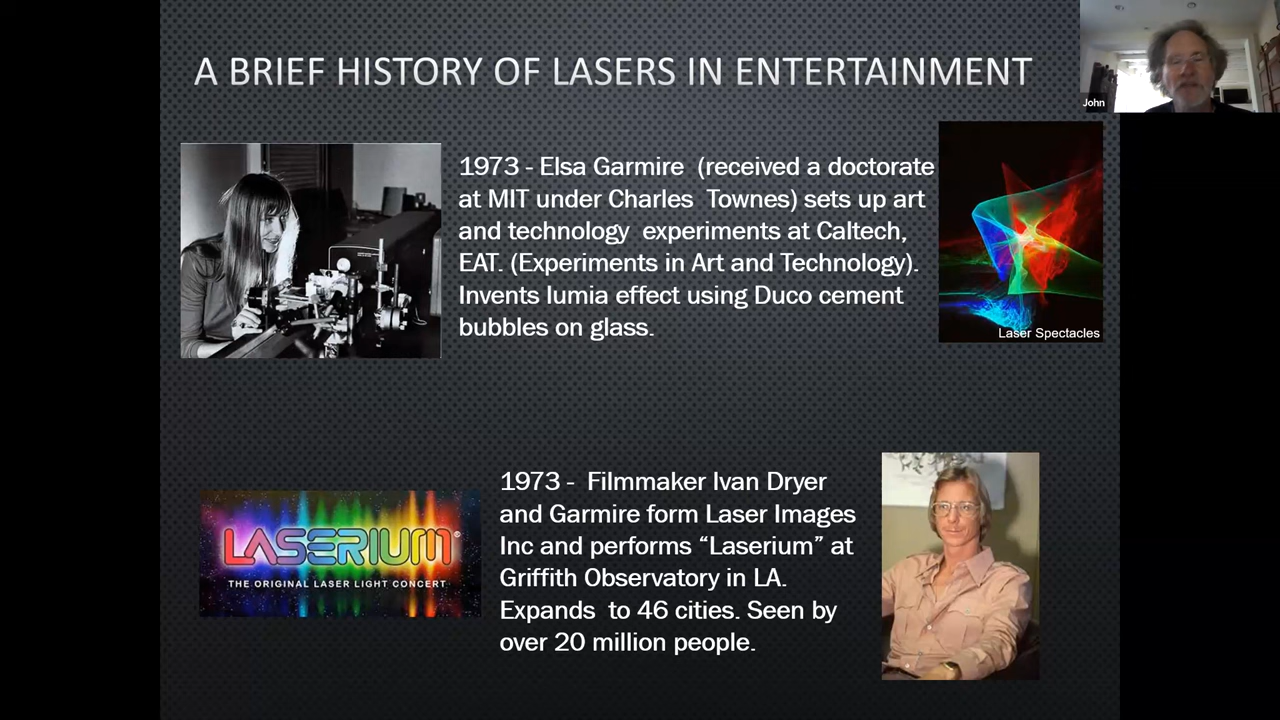 A BRIEF HISTORY OF LASERS IN ENTERTAINMENT
John
1973 - Elsa Garmire (received a doctorate
at MIT under Charles Townes) sets up art
and technology experiments at Caltech,
EAT. (Experiments in Art and Technology).
Invents lumia effect using Duco cement
bubbles on glass.
Laser Spectacles
LASERIUM®
THE ORIGINAL LASER LIGHT CONCERT
1973 - Filmmaker Ivan Dryer
and Garmire form Laser Images
Inc and performs “Laserium” at
Griffith Observatory in LA.
Expands to 46 cities. Seen by
over 20 million people.